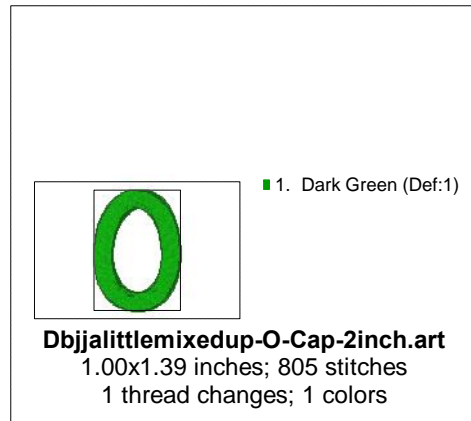 1. Dark Green (Def:1)
O
Dbjjalittlemixedup-O-Cap-2inch.art
1.00x1.39 inches; 805 stitches
1 thread changes; 1 colors